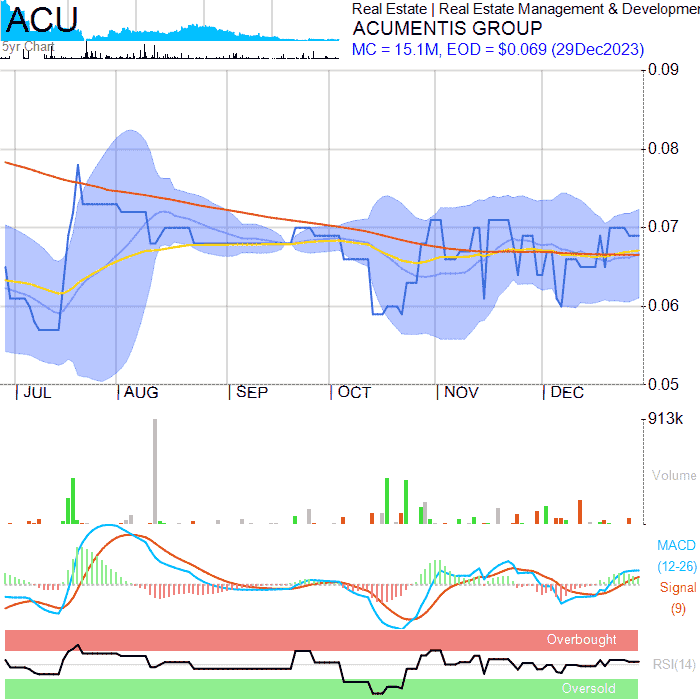 ACU
5yr Chart
Real Estate | Real Estate Management & Developmen
ACUMENTIS GROUP
MC = 15.1M, EOD = $0.069 (29Dec2023)
0.09
0.08
0.07
0.06
0.05
JUL AUG SEP OCT NOV DEC
913k
Volume
MACD
(12-26)
Signal
(9)
Overbought
RSI(14)
Oversold